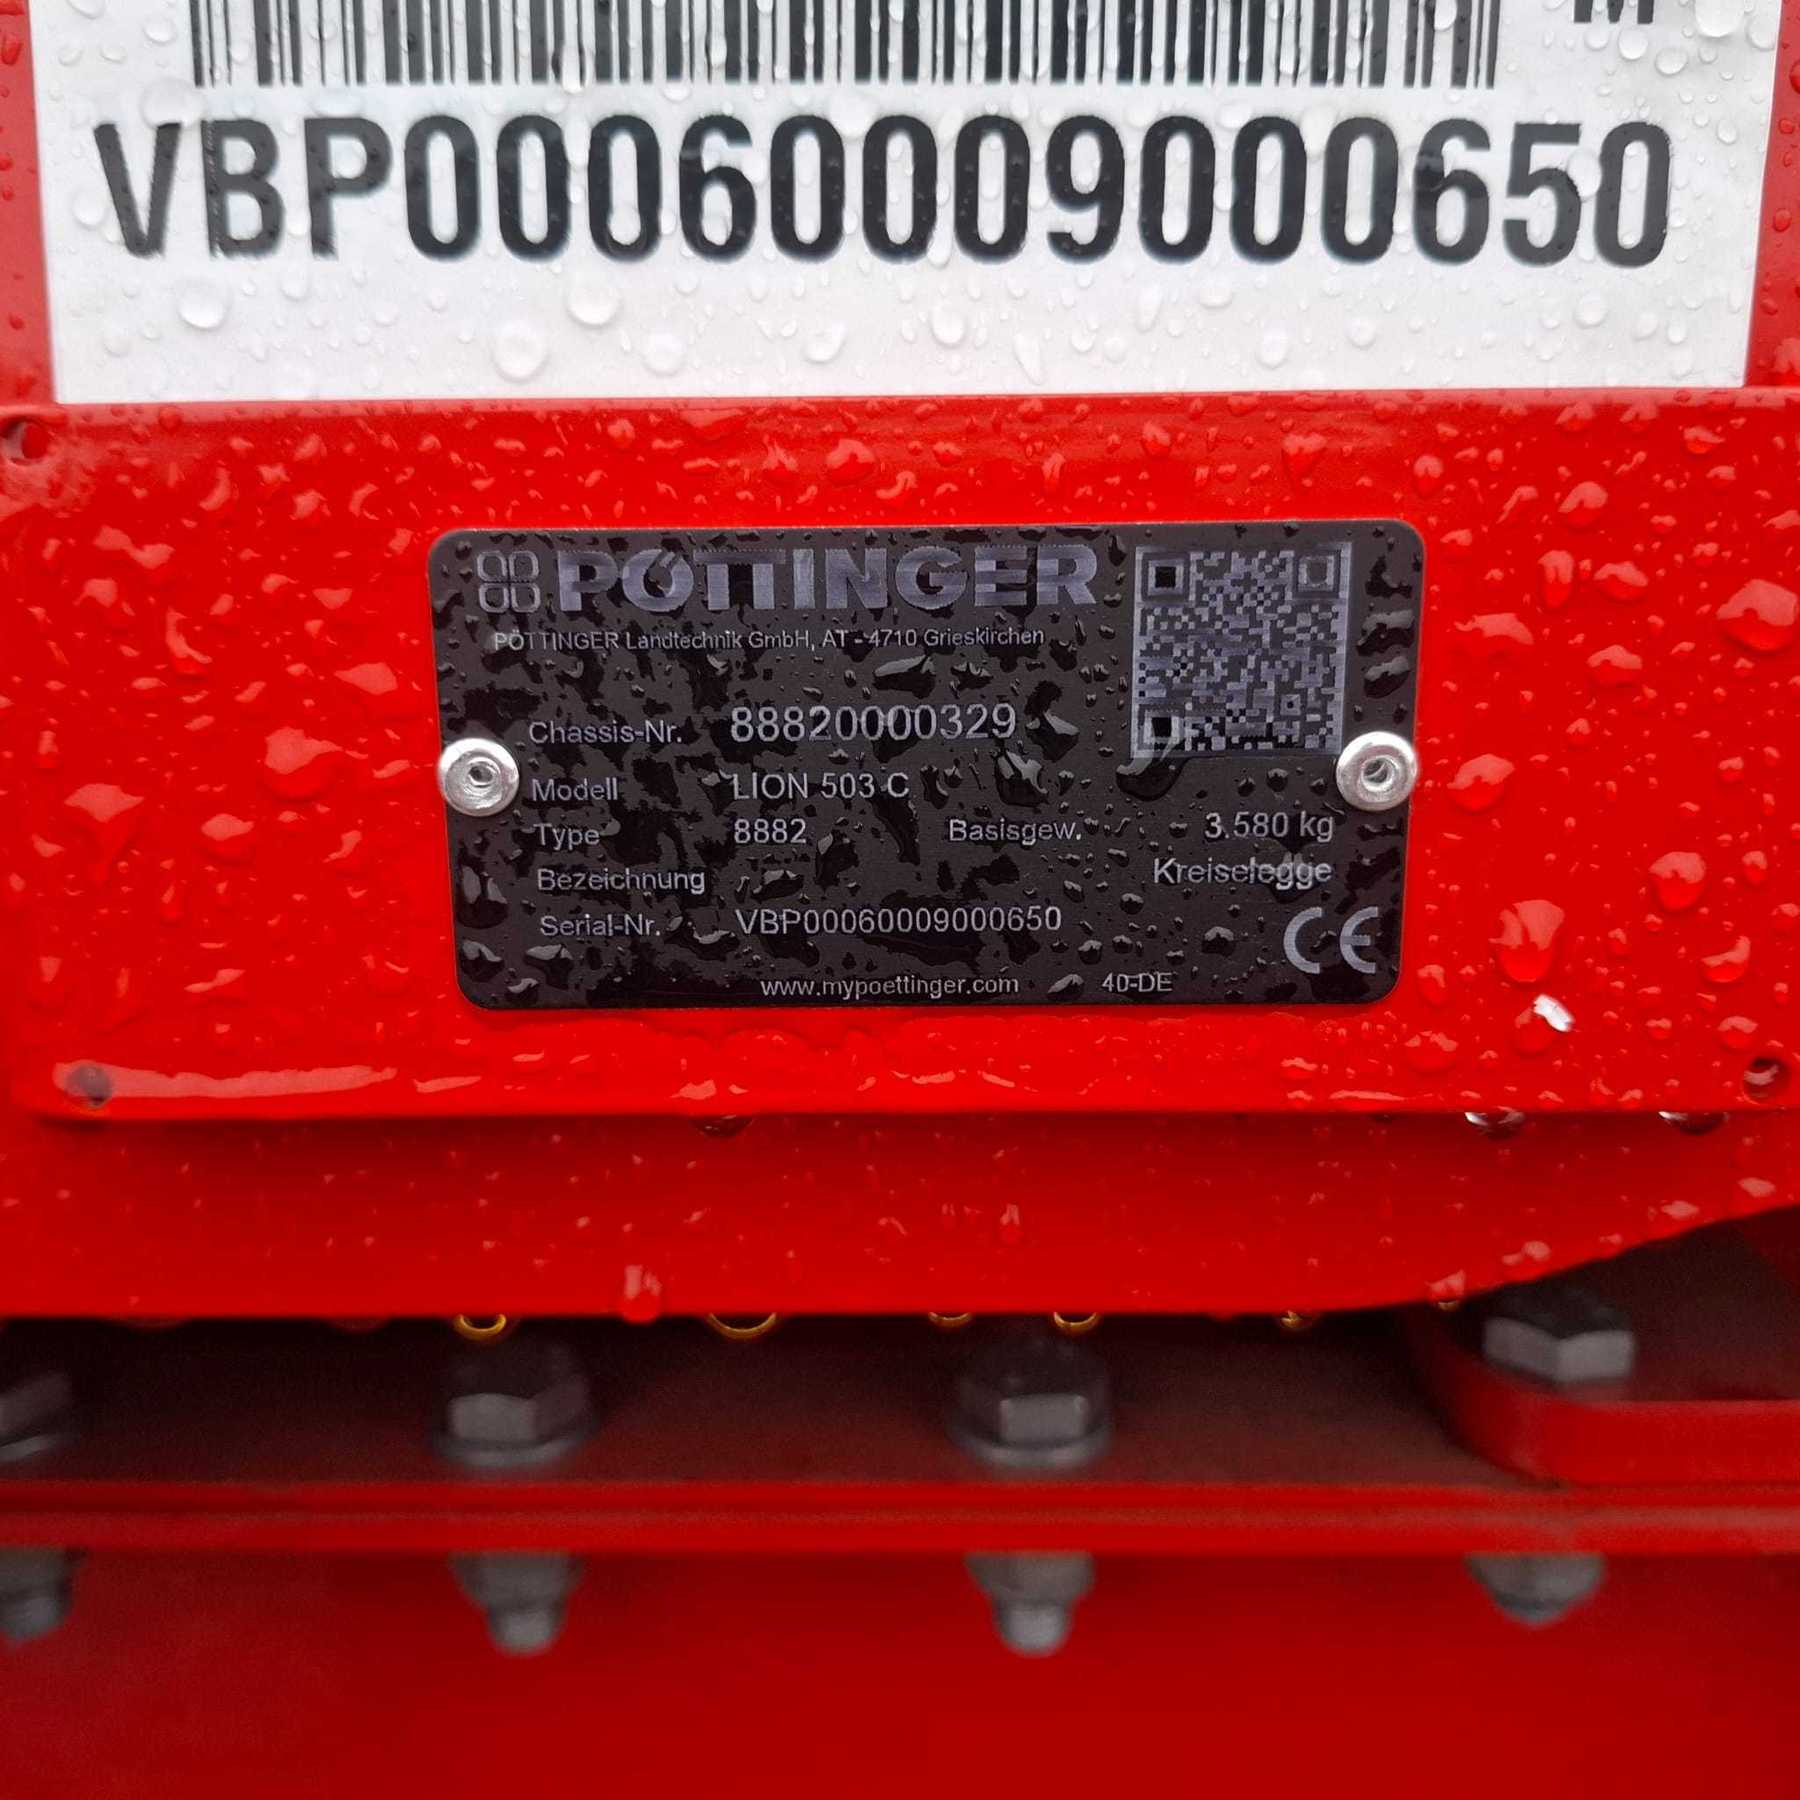 M
VBP00060009000650
PÖTTINGER
PÖTTINGER Landtechnik GmbH, AT - 4710 Grieskirchen
Chassis-Nr. 88820000329
Modell LION 503 C
Type 8882 Basisgew. 3.580 kg
Bezeichnung Kreiselegge
Serial-Nr. VBP00060009000650
CE
www.mypoettinger.com 40-DE